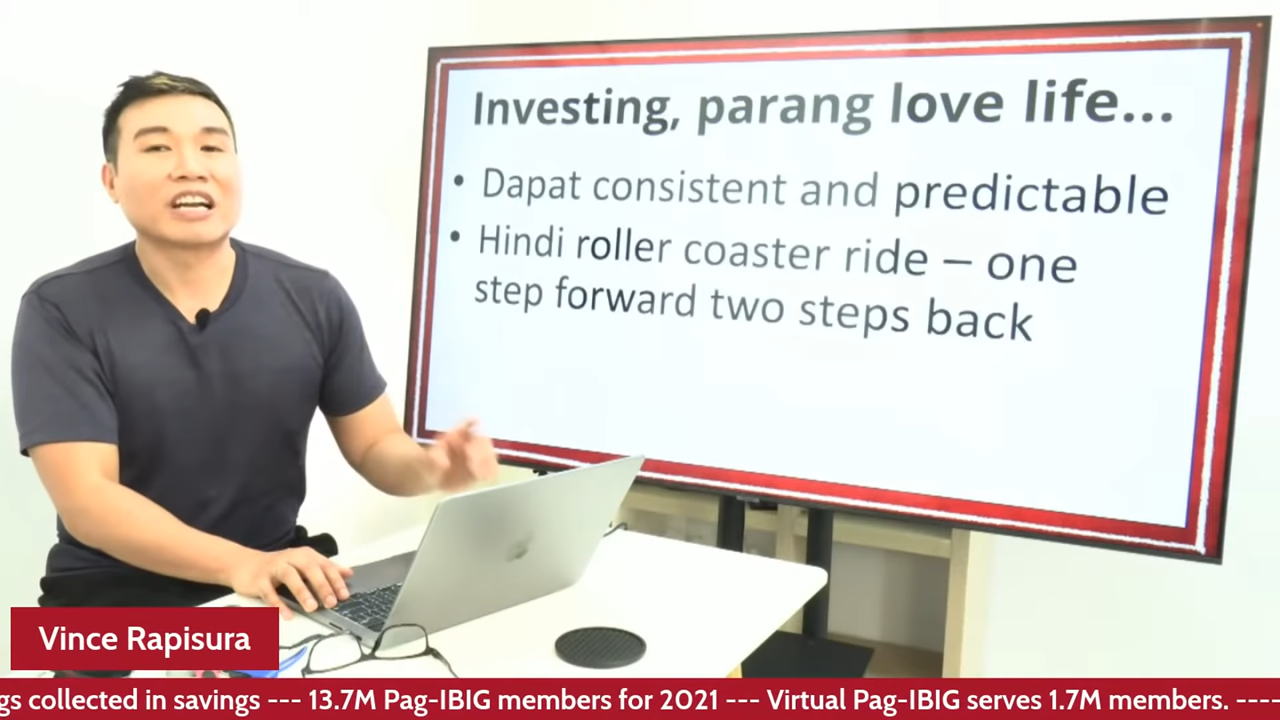 Investing, parang love life...
• Dapat consistent and predictable
• Hindi roller coaster ride – one
step forward two steps back
Vince Rapisura
gs collected in savings --- 13.7M Pag-IBIG members for 2021 --- Virtual Pag-IBIG serves 1.7M members. ----